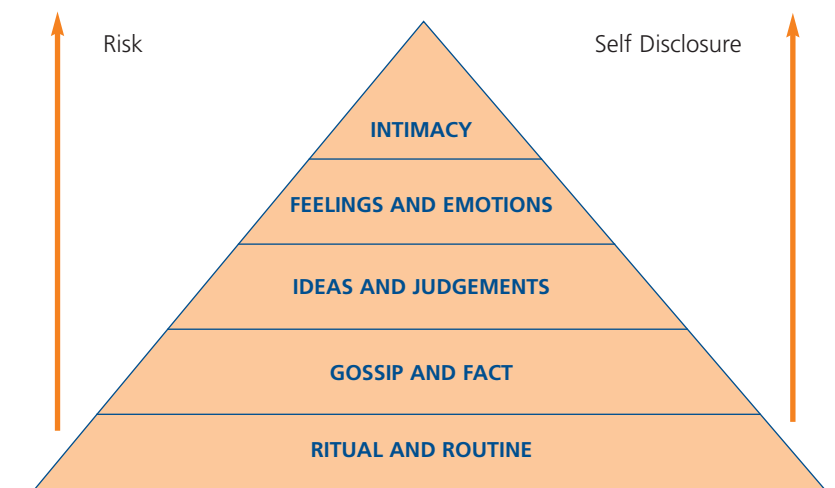 Risk
Self Disclosure
INTIMACY
FEELINGS AND EMOTIONS
IDEAS AND JUDGEMENTS
GOSSIP AND FACT
RITUAL AND ROUTINE